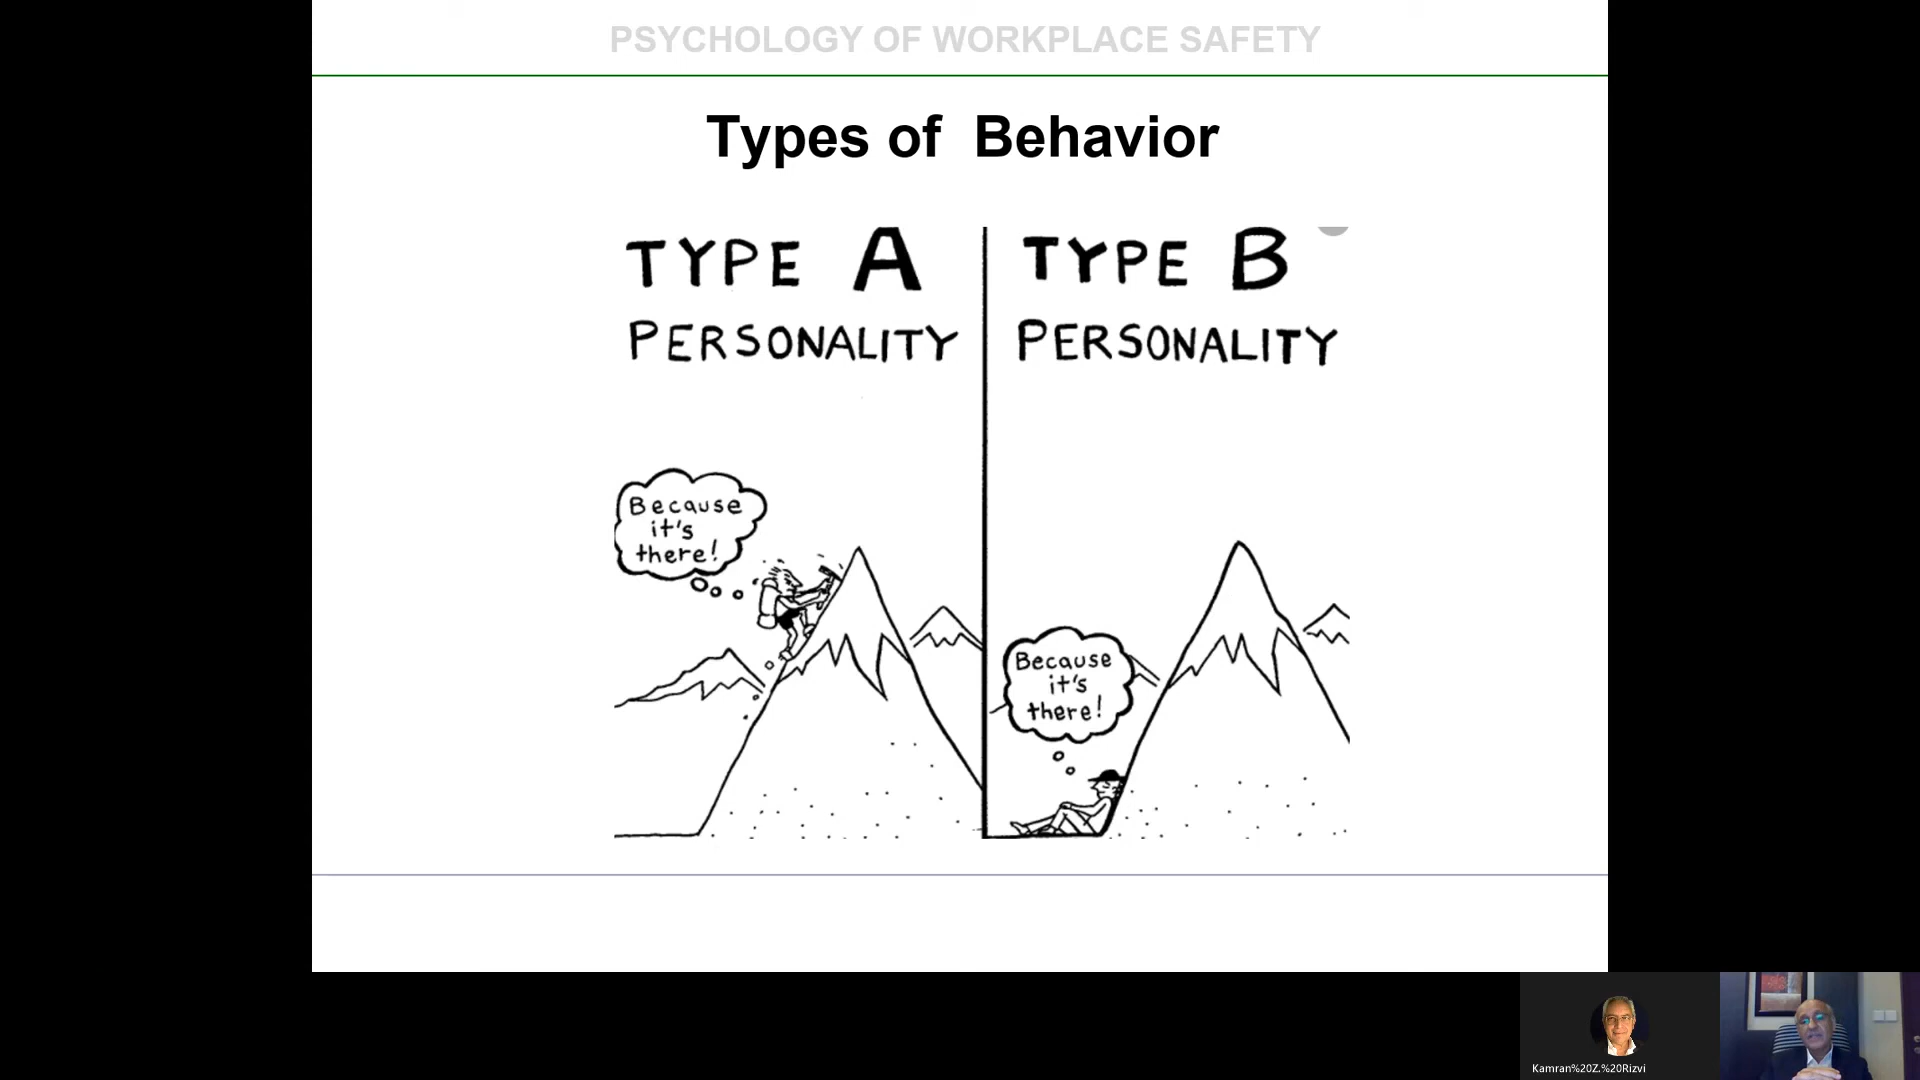 PSYCHOLOGY OF WORKPLACE SAFETY
Types of  Behavior
TYPE A
PERSONALITY
Because
it's
there!
TYPE B
PERSONALITY
Because
it's
there!
Kamran%20Z.%20Rizvi